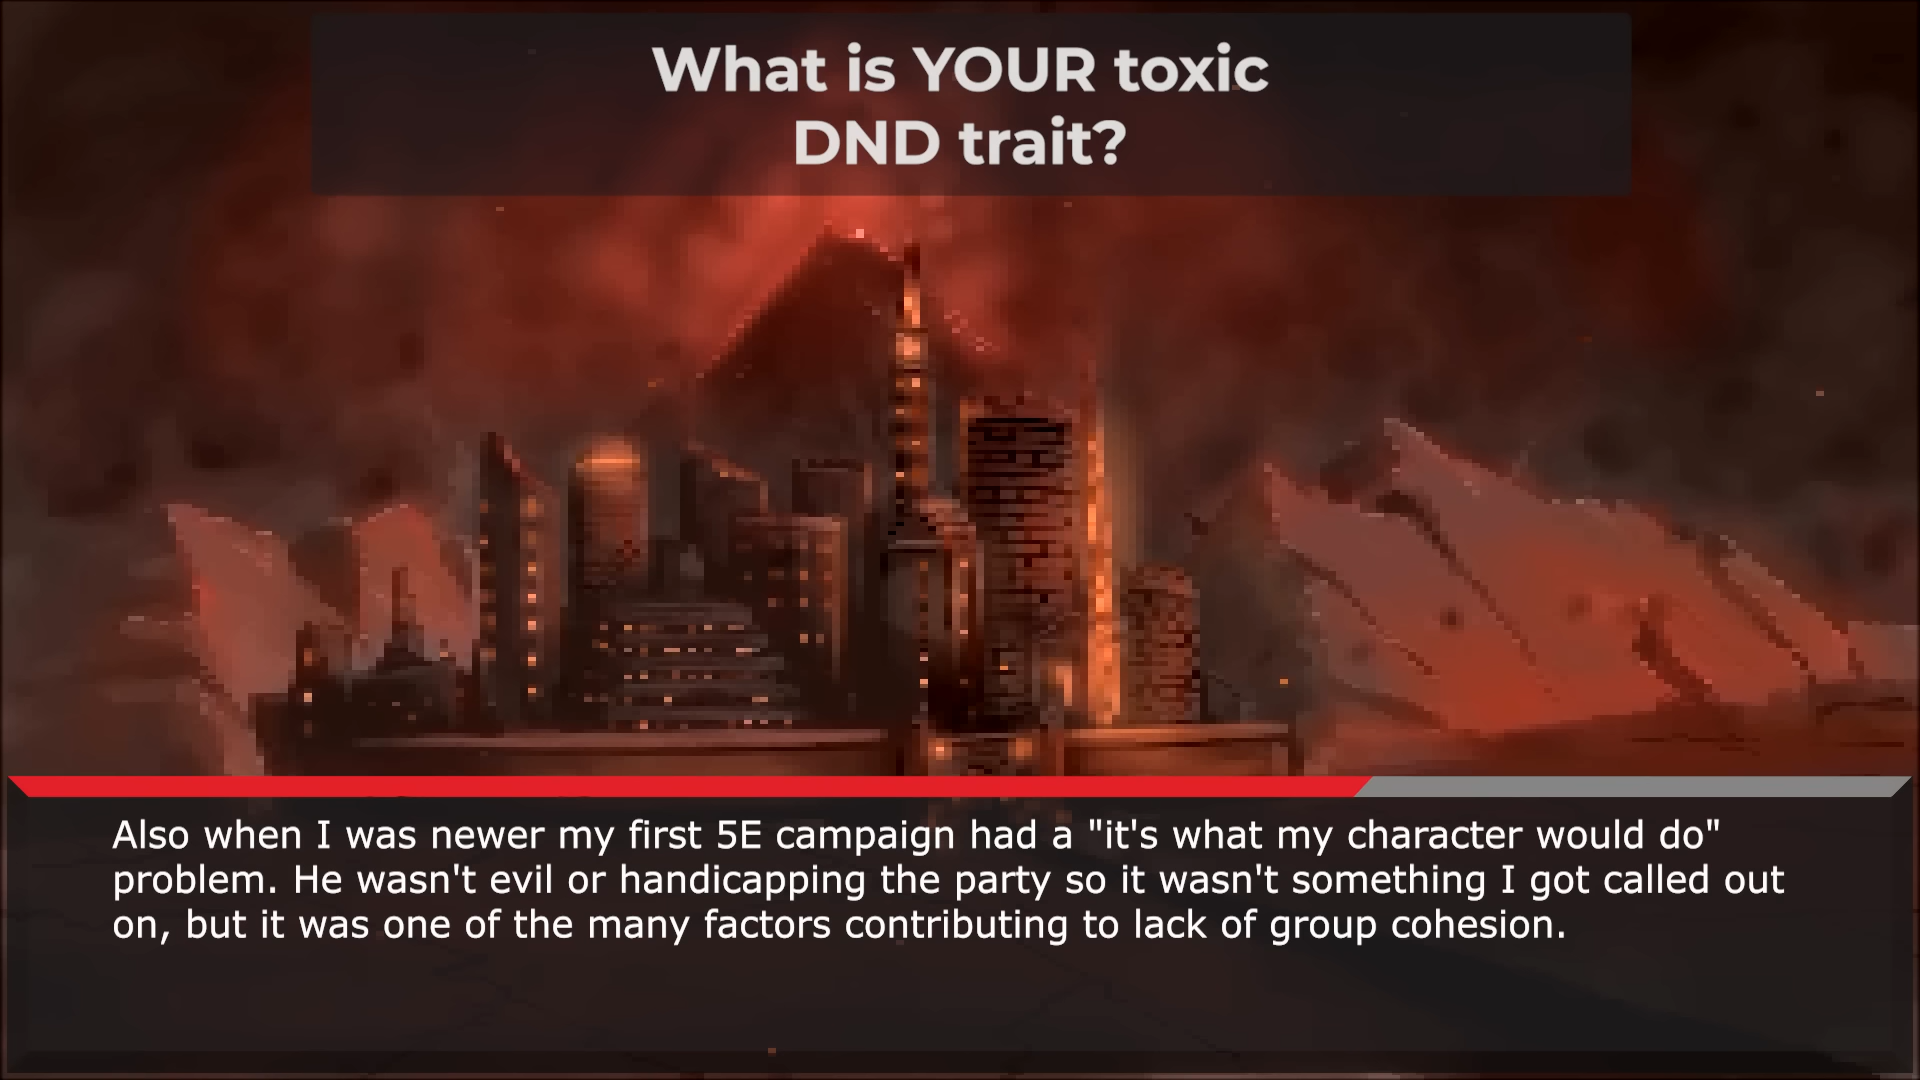 What is YOUR toxic
DND trait?
Also when I was newer my first 5E campaign had a "it's what my character would do"
problem. He wasn't evil or handicapping the party so it wasn't something I got called out
on, but it was one of the many factors contributing to lack of group cohesion.